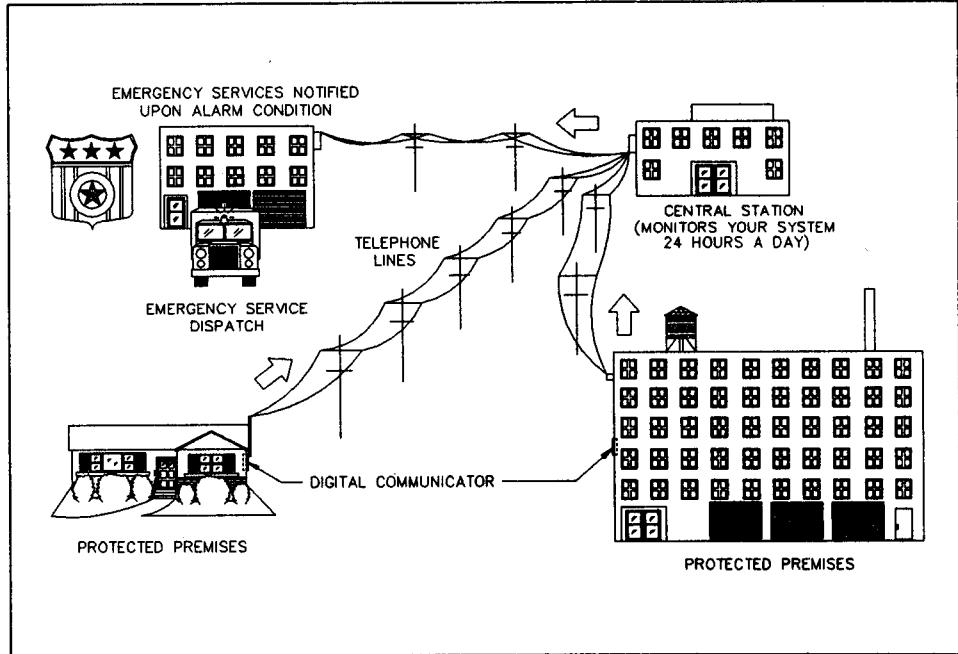 EMERGENCY SERVICES NOTIFIED
UPON ALARM CONDITION
CENTRAL STATION
(MONITORS YOUR SYSTEM
24 HOURS A DAY)
TELEPHONE
LINES
EMERGENCY SERVICE
DISPATCH
DIGITAL COMMUNICATOR
PROTECTED PREMISES
PROTECTED PREMISES